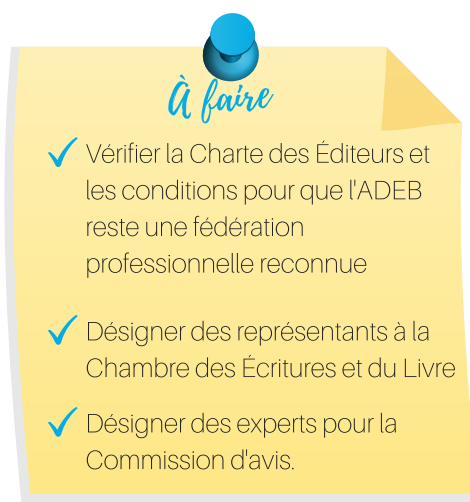 À faire
Vérifier la Charte des Éditeurs et
les conditions pour que l'ADEB
reste une fédération
professionnelle reconnue
Désigner des représentants à la
Chambre des Écritures et du Livre
Désigner des experts pour la
Commission d'avis.